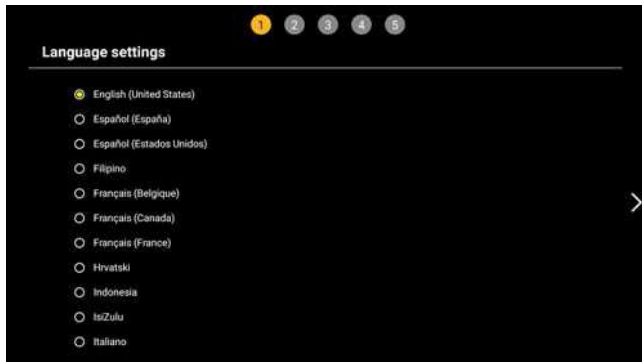 1 2 3 4 5
Language settings
English (United States)
Español (España)
Español (Estados Unidos)
Filipino
Français (Belgique)
Français (Canada)
Français (France)
Hrvatski
Indonesia
IsiZulu
Italiano